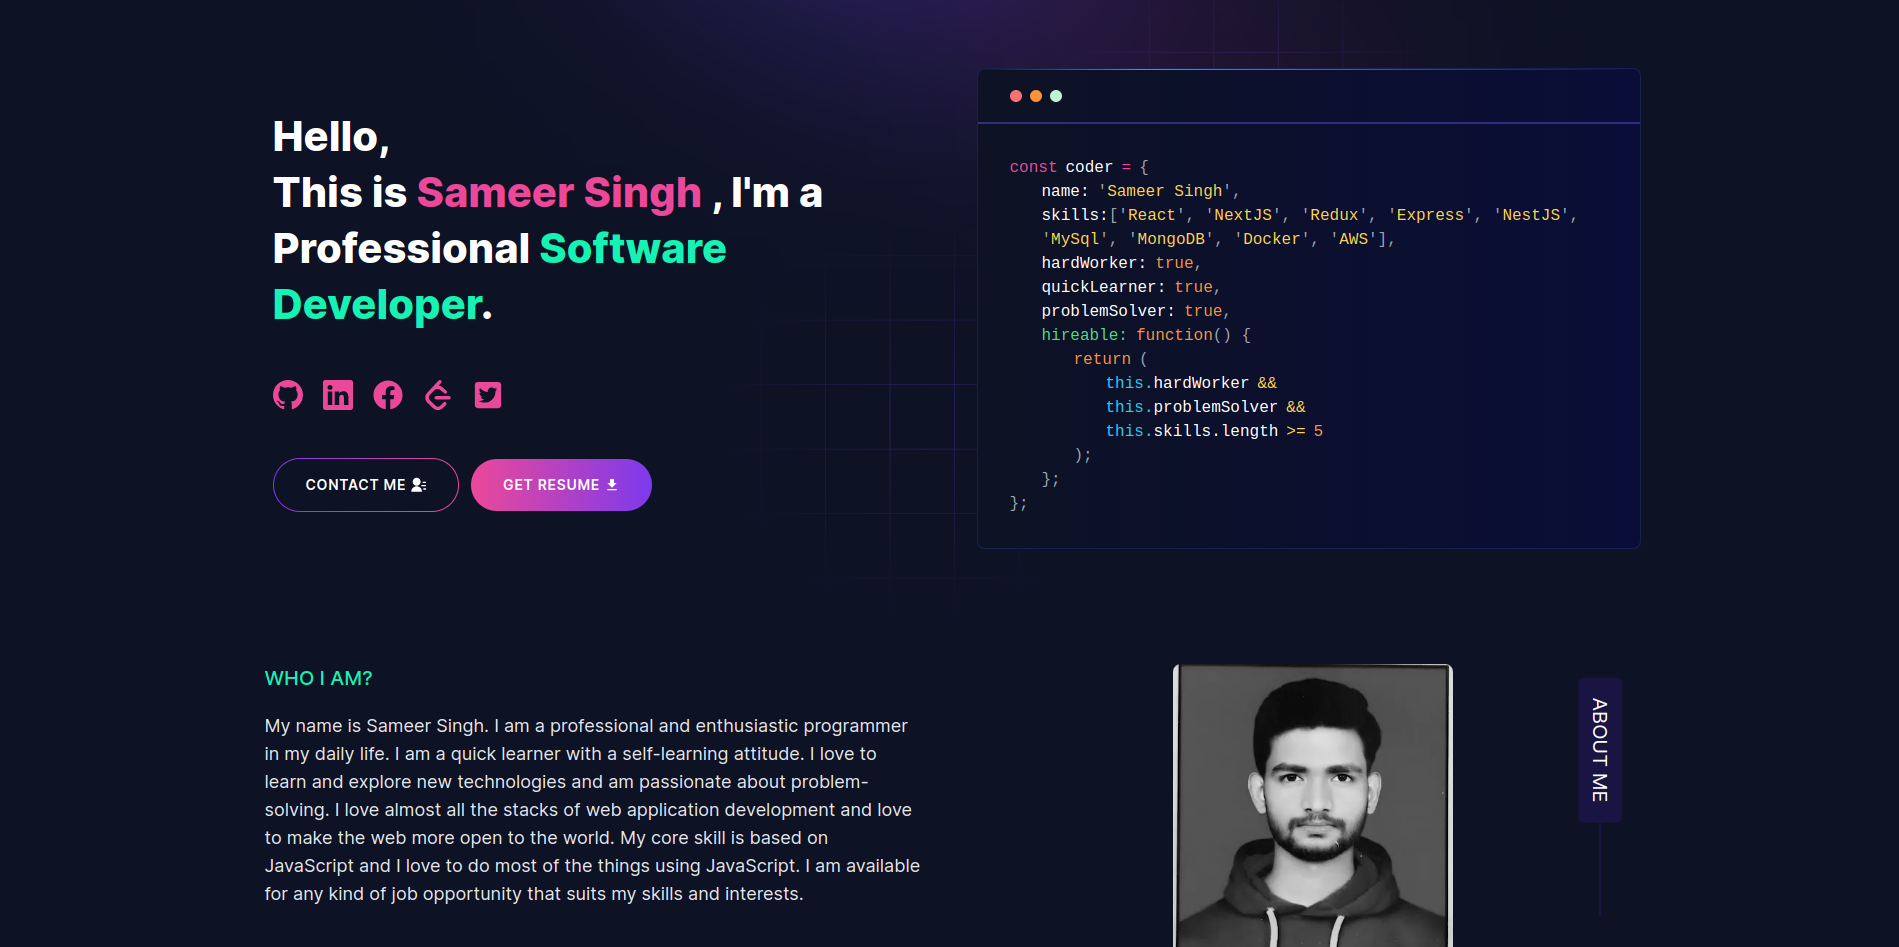 Hello,
This is Sameer Singh , I'm a
Professional Software
Developer.
CONTACT ME
GET RESUME
const coder = {
name: 'Sameer Singh',
skills:['React', 'NextJS', 'Redux', 'Express', 'NestJS',
'MySql', 'MongoDB', 'Docker', 'AWS'],
hardWorker: true,
quickLearner: true,
problemSolver: true,
hireable: function() {
return (
this.hardWorker &&
this.problemSolver &&
this.skills.length >= 5
);
};
};
WHO I AM?
My name is Sameer Singh. I am a professional and enthusiastic programmer
in my daily life. I am a quick learner with a self-learning attitude. I love to
learn and explore new technologies and am passionate about problem-
solving. I love almost all the stacks of web application development and love
to make the web more open to the world. My core skill is based on
JavaScript and I love to do most of the things using JavaScript. I am available
for any kind of job opportunity that suits my skills and interests.
ABOUT ME